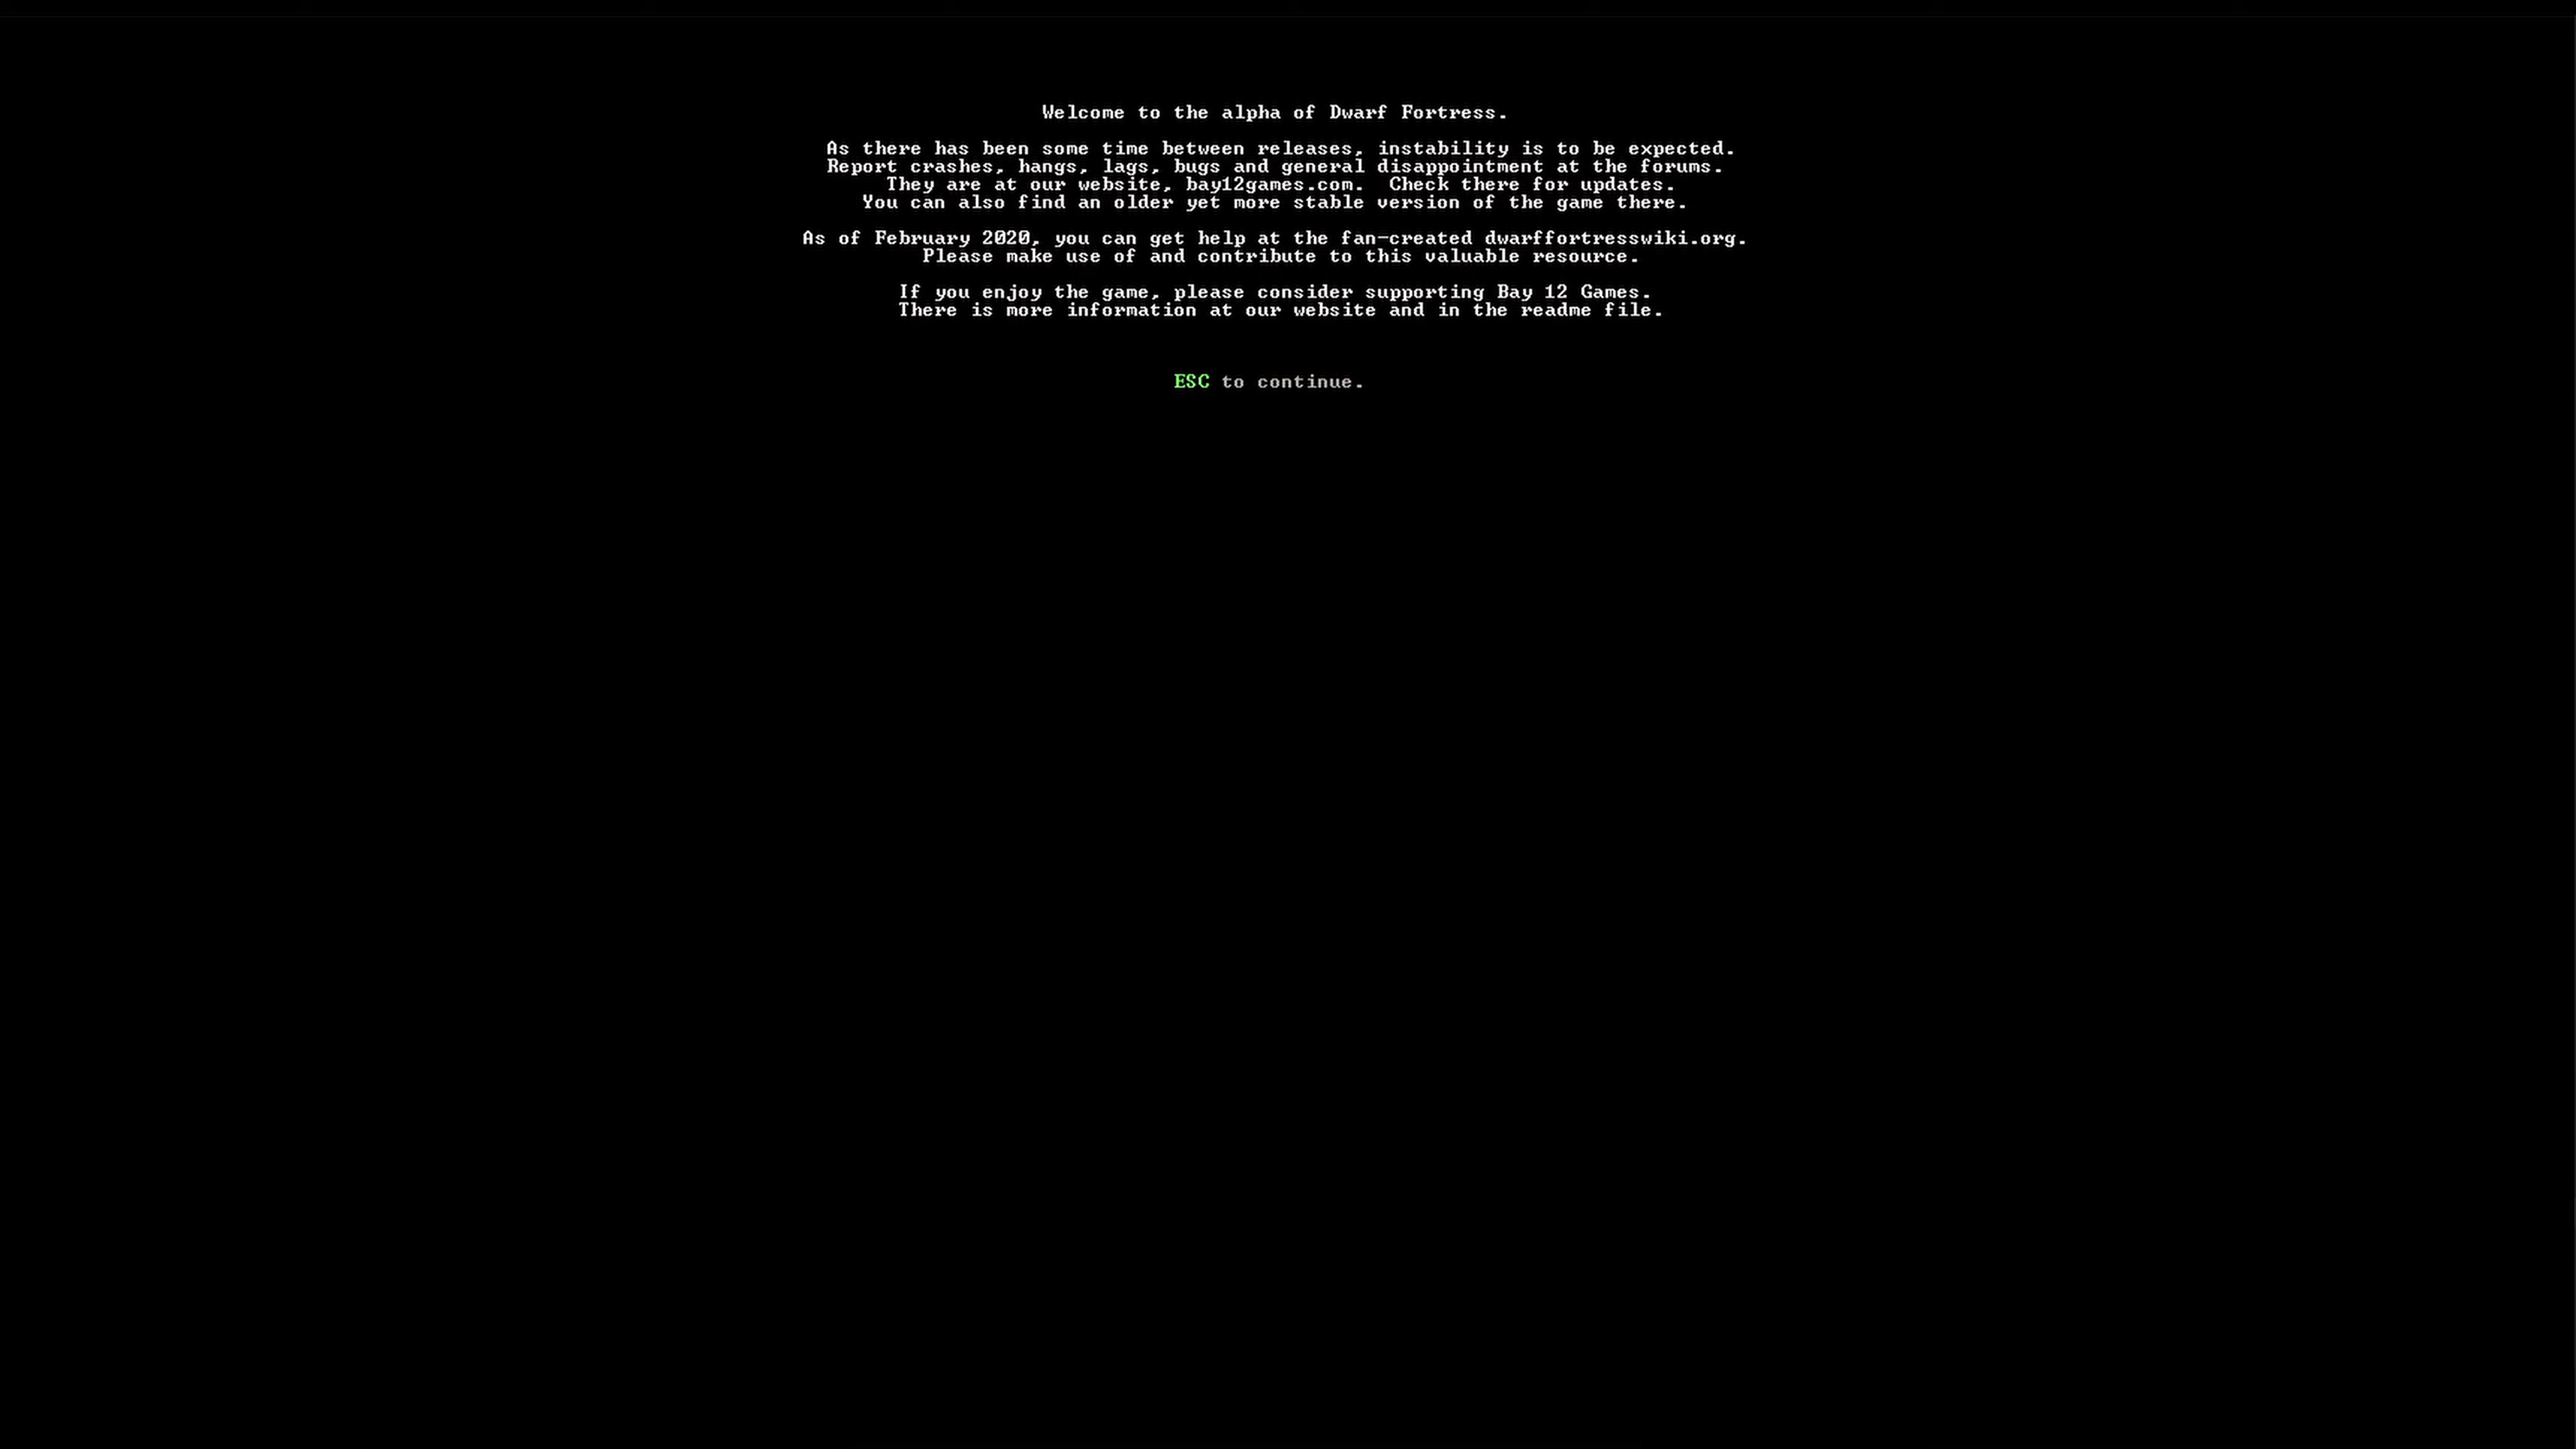 Welcome to the alpha of Dwarf Fortress.
As there has been some time between releases, instability is to be expected.
Report crashes, hangs, lags, bugs and general disappointment at the forums.
They are at our website, bay12games.com.  Check there for updates.
You can also find an older yet more stable version of the game there.
As of February 2020, you can get help at the fan-created dwarffortresswiki.org.
Please make use of and contribute to this valuable resource.
If you enjoy the game, please consider supporting Bay 12 Games.
There is more information at our website and in the readme file.
ESC to continue.